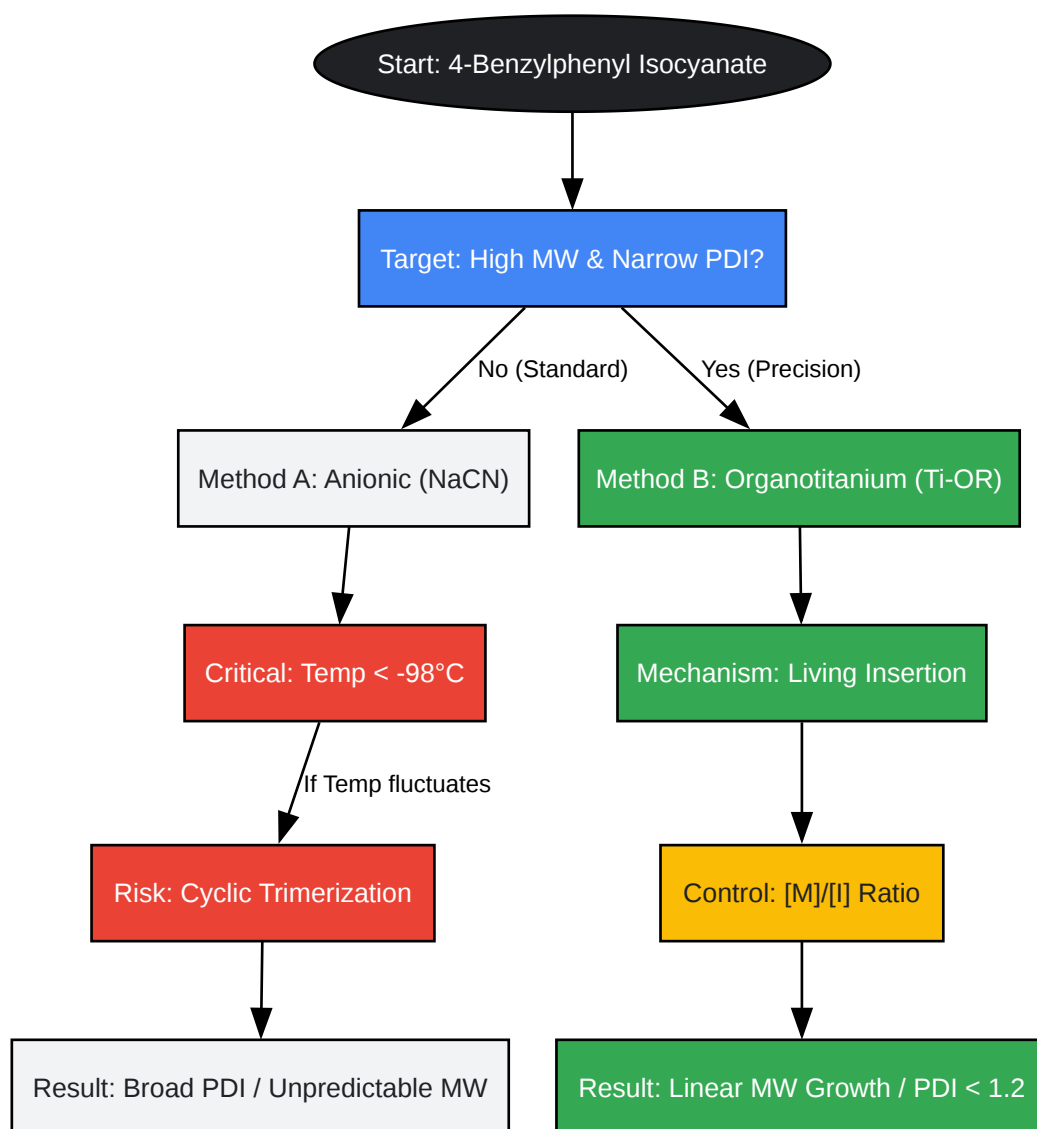 Start: 4-Benzylphenyl Isocyanate
Target: High MW & Narrow PDI?
No (Standard)
Yes (Precision)
Method A: Anionic (NaCN)
Method B: Organotitanium (Ti-OR)
Critical: Temp < -98°C
Mechanism: Living Insertion
If Temp fluctuates
Risk: Cyclic Trimerization
Control: [M]/[I] Ratio
Result: Broad PDI / Unpredictable MW
Result: Linear MW Growth / PDI < 1.2